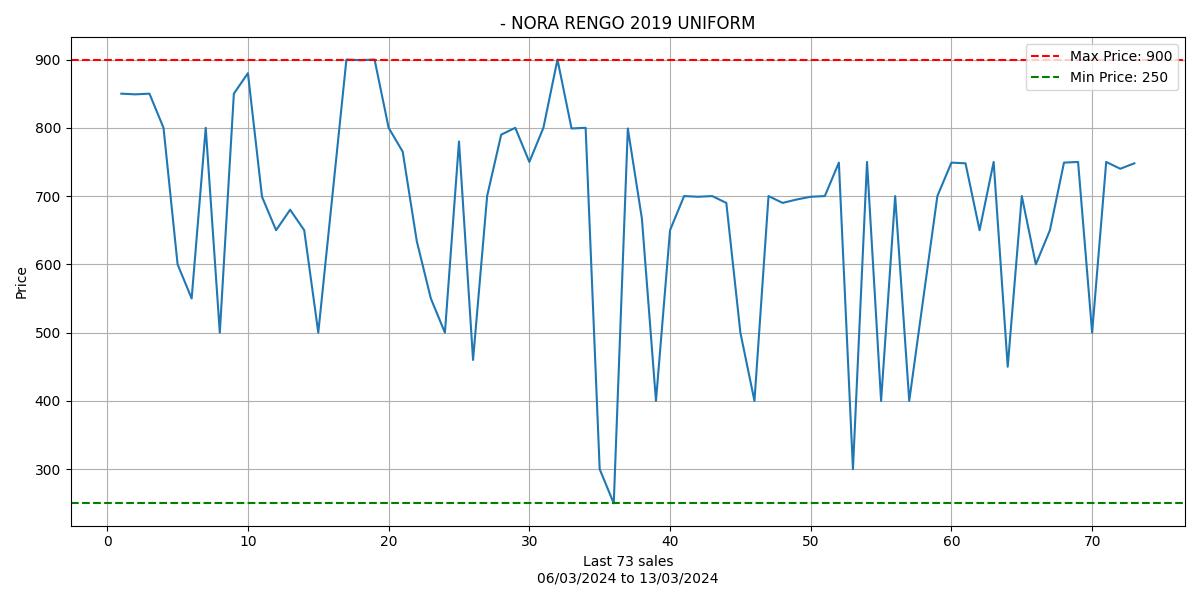 - NORA RENGO 2019 UNIFORM
Max Price: 900
Min Price: 250
900
800
700
600
500
400
300
Price
0 10 20 30 40 50 60 70
Last 73 sales
06/03/2024 to 13/03/2024